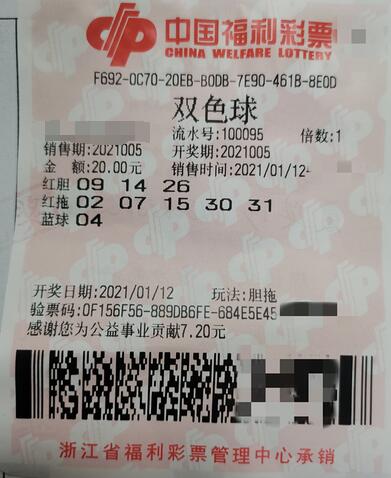 中国福利彩票
CHINA WELFARE LOTTERY
F692-0C70-20EB-B0DB-7E90-461B-8E0D
双色球
流水号:100095 倍数:1
销售期:2021005 开奖期:2021005
金 额:20.00元 销售时间:2021/01/12-
红胆 09 14 26
红拖 02 07 15 30 31
蓝球 04
开奖日期:2021/01/12 玩法:胆拖
验票码:0F156F56-889DB6FE-684E5E45
感谢您为公益事业贡献7.20元
浙江省福利彩票管理中心承销